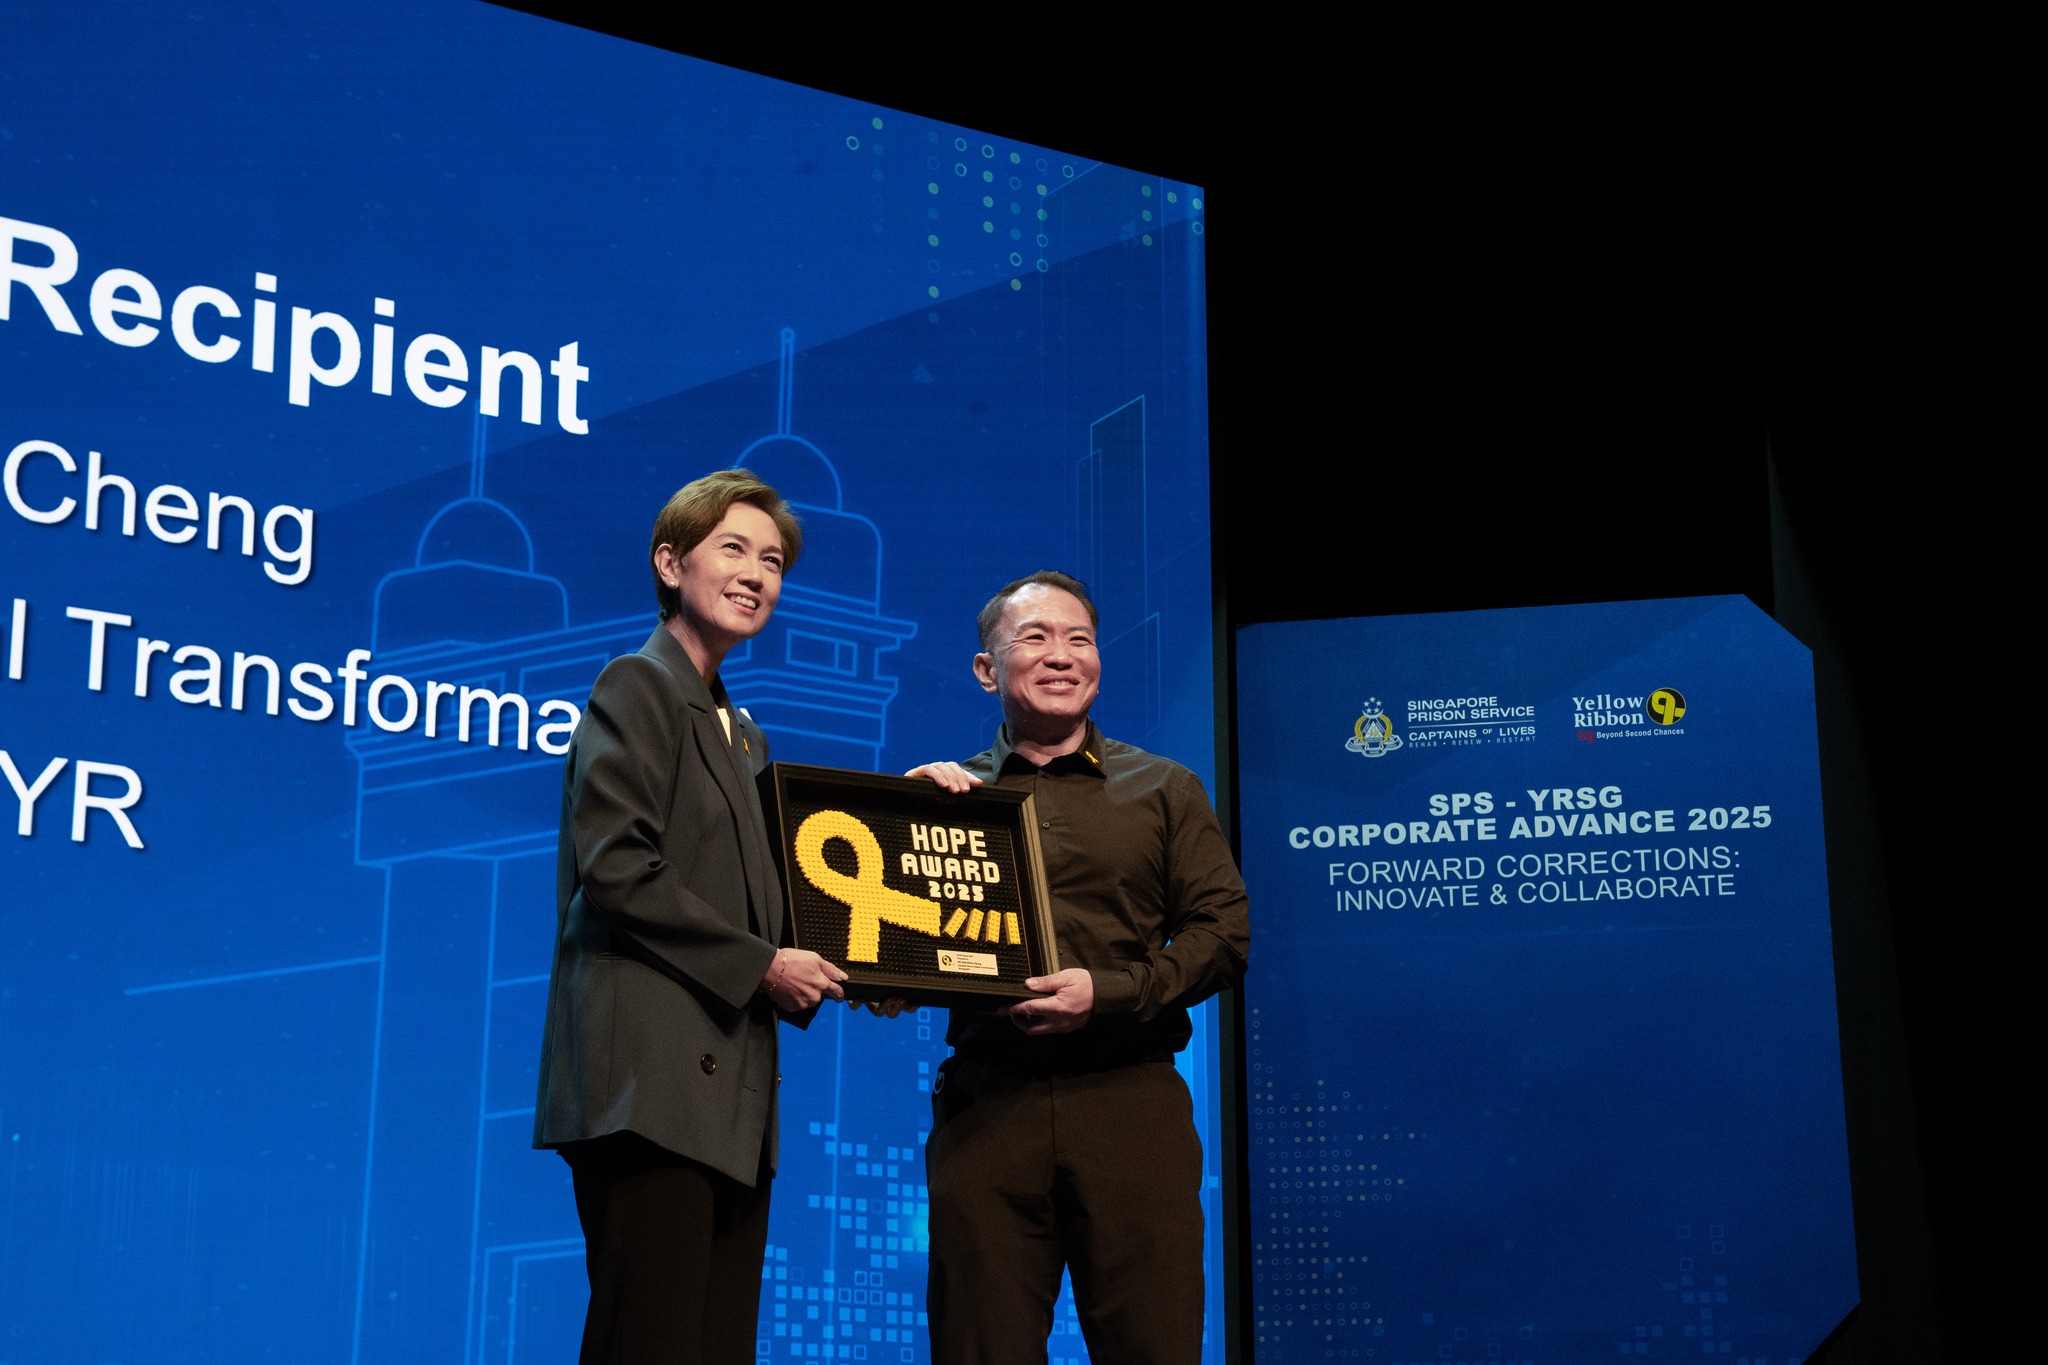 Recipient
Cheng
l Transforma
YR
HOPE
AWARD
2025
SINGAPORE
PRISON SERVICE
CAPTAINS OF LIVES
REHAB • RENEW • RESTART
Yellow
Ribbon
Beyond Second Chances
SPS - YRSG
CORPORATE ADVANCE 2025
FORWARD CORRECTIONS:
INNOVATE & COLLABORATE